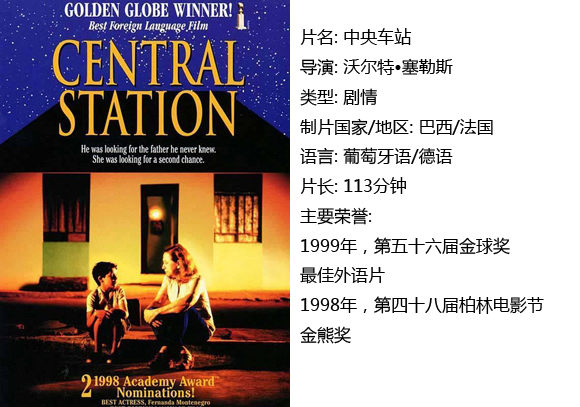 GOLDEN GLOBE WINNER!
Best Foreign Language Film
CENTRAL
STATION
He was looking for the father he never knew.
She was looking for a second chance.
2 1998 Academy Award
Nominations!
BEST ACTRESS, Fernanda Montenegro
片名: 中央车站
导演: 沃尔特•塞勒斯
类型: 剧情
制片国家/地区: 巴西/法国
语言: 葡萄牙语/德语
片长: 113分钟
主要荣誉:
1999年，第五十六届金球奖
最佳外语片
1998年，第四十八届柏林电影节
金熊奖